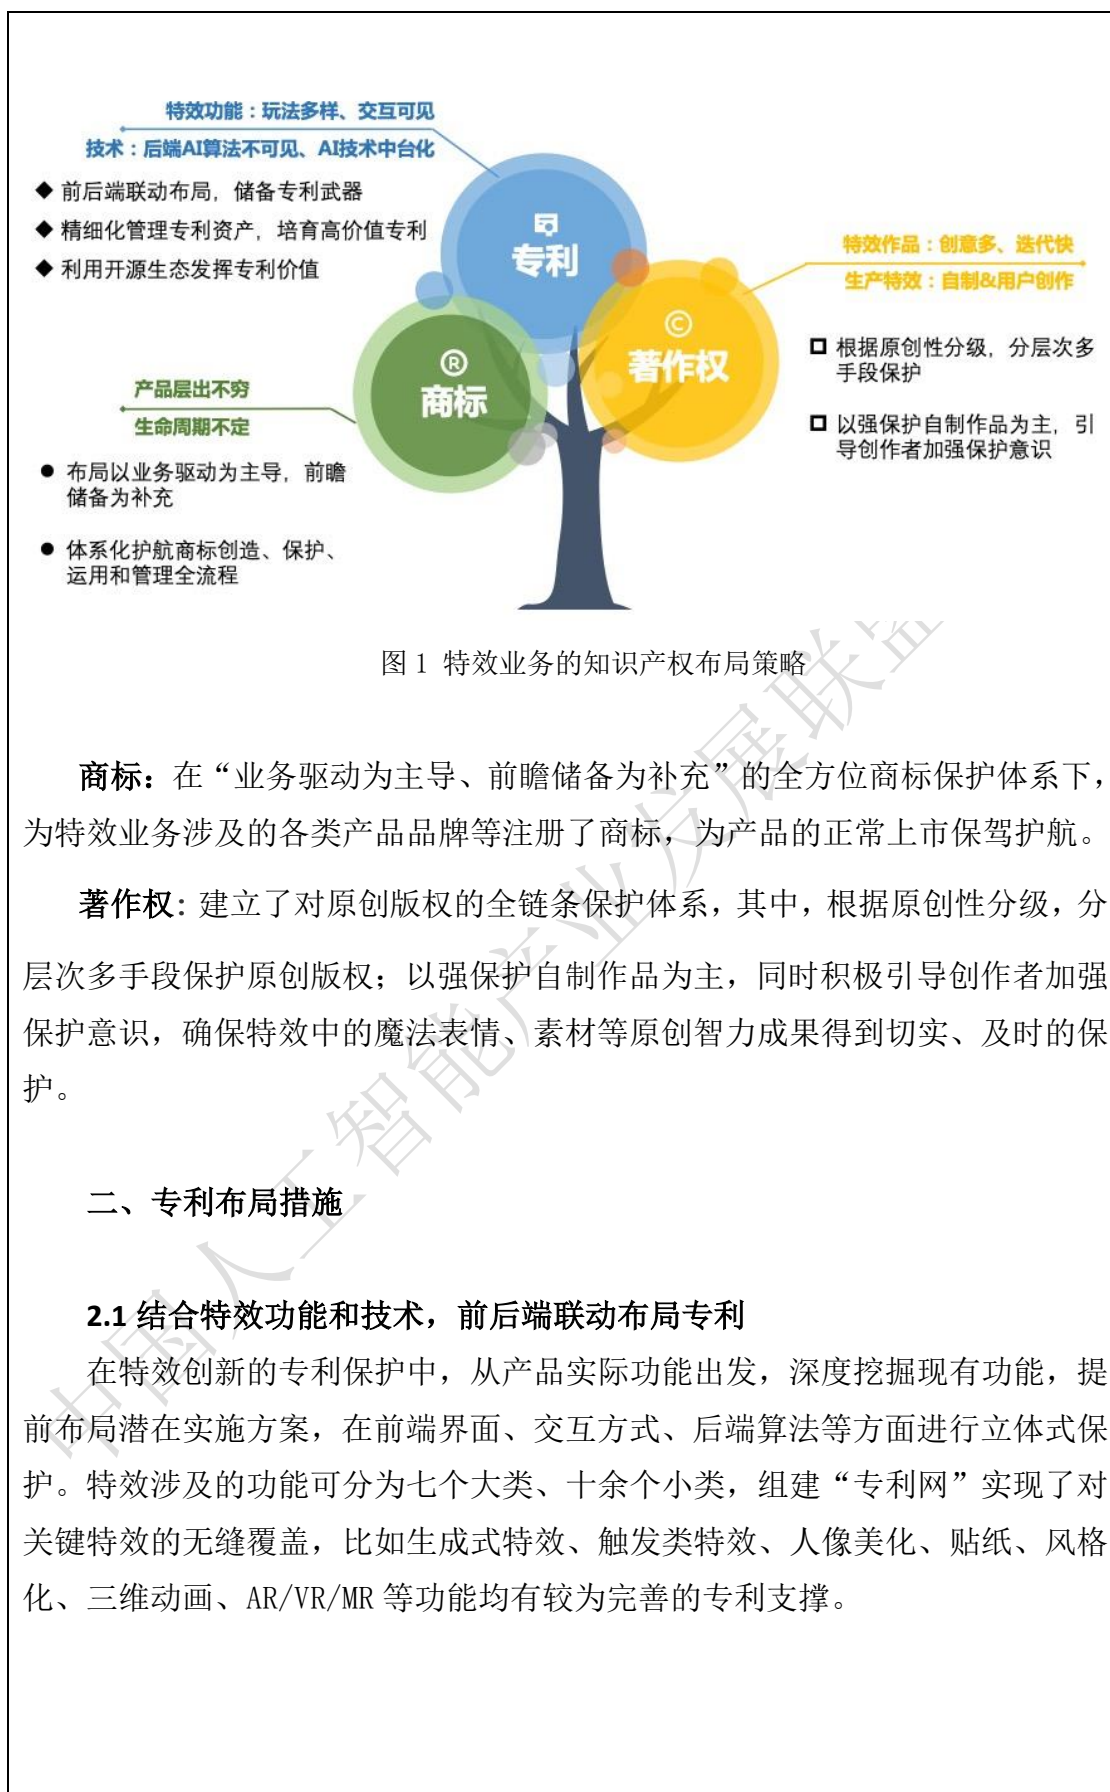 特效功能：玩法多样、交互可见
技术：后端AI算法不可见、AI技术中台化
◆ 前后端联动布局，储备专利武器
◆ 精细化管理专利资产，培育高价值专利
◆ 利用开源生态发挥专利价值
专利
特效作品：创意多、迭代快
生产特效：自制&用户创作
©
著作权
根据原创性分级，分层次多
手段保护
以强保护自制作品为主，引
导创作者加强保护意识
®
商标
产品层出不穷
生命周期不定
● 布局以业务驱动为主导，前瞻
储备为补充
● 体系化护航商标创造、保护、
运用和管理全流程
图 1 特效业务的知识产权布局策略
商标：在“业务驱动为主导、前瞻储备为补充”的全方位商标保护体系下，
为特效业务涉及的各类产品品牌等注册了商标，为产品的正常上市保驾护航。
著作权：建立了对原创版权的全链条保护体系，其中，根据原创性分级，分
层次多手段保护原创版权；以强保护自制作品为主，同时积极引导创作者加强
保护意识，确保特效中的魔法表情、素材等原创智力成果得到切实、及时的保
护。
二、专利布局措施
2.1 结合特效功能和技术，前后端联动布局专利
在特效创新的专利保护中，从产品实际功能出发，深度挖掘现有功能，提
前布局潜在实施方案，在前端界面、交互方式、后端算法等方面进行立体式保
护。特效涉及的功能可分为七个大类、十余个小类，组建“专利网”实现了对
关键特效的无缝覆盖，比如生成式特效、触发类特效、人像美化、贴纸、风格
化、三维动画、AR/VR/MR 等功能均有较为完善的专利支撑。
中国人工智能产业发展联盟